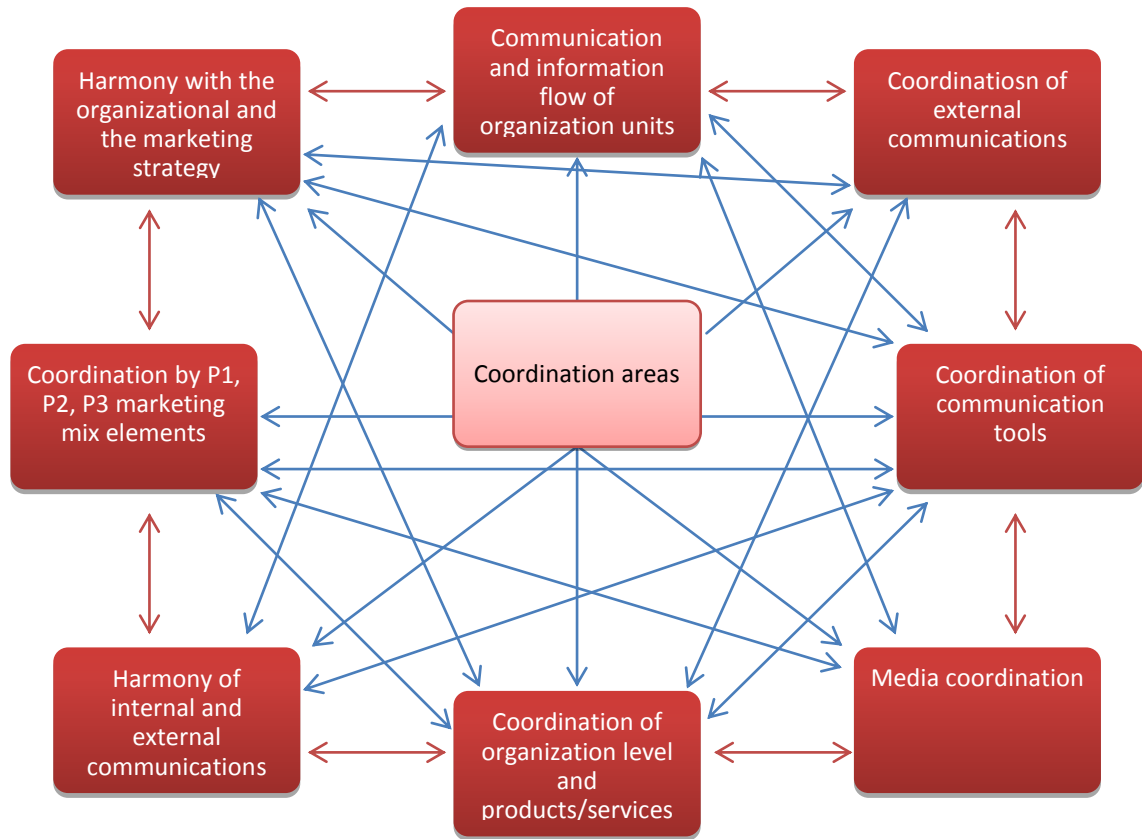 Harmony with the
organizational and
the marketing
strategy
Communication
and information
flow of
organization units
Coordinatiosn of
external
communications
Coordination by P1,
P2, P3 marketing
mix elements
Coordination areas
Coordination of
communication
tools
Harmony of
internal and
external
communications
Coordination of
organization level
and
products/services
Media coordination